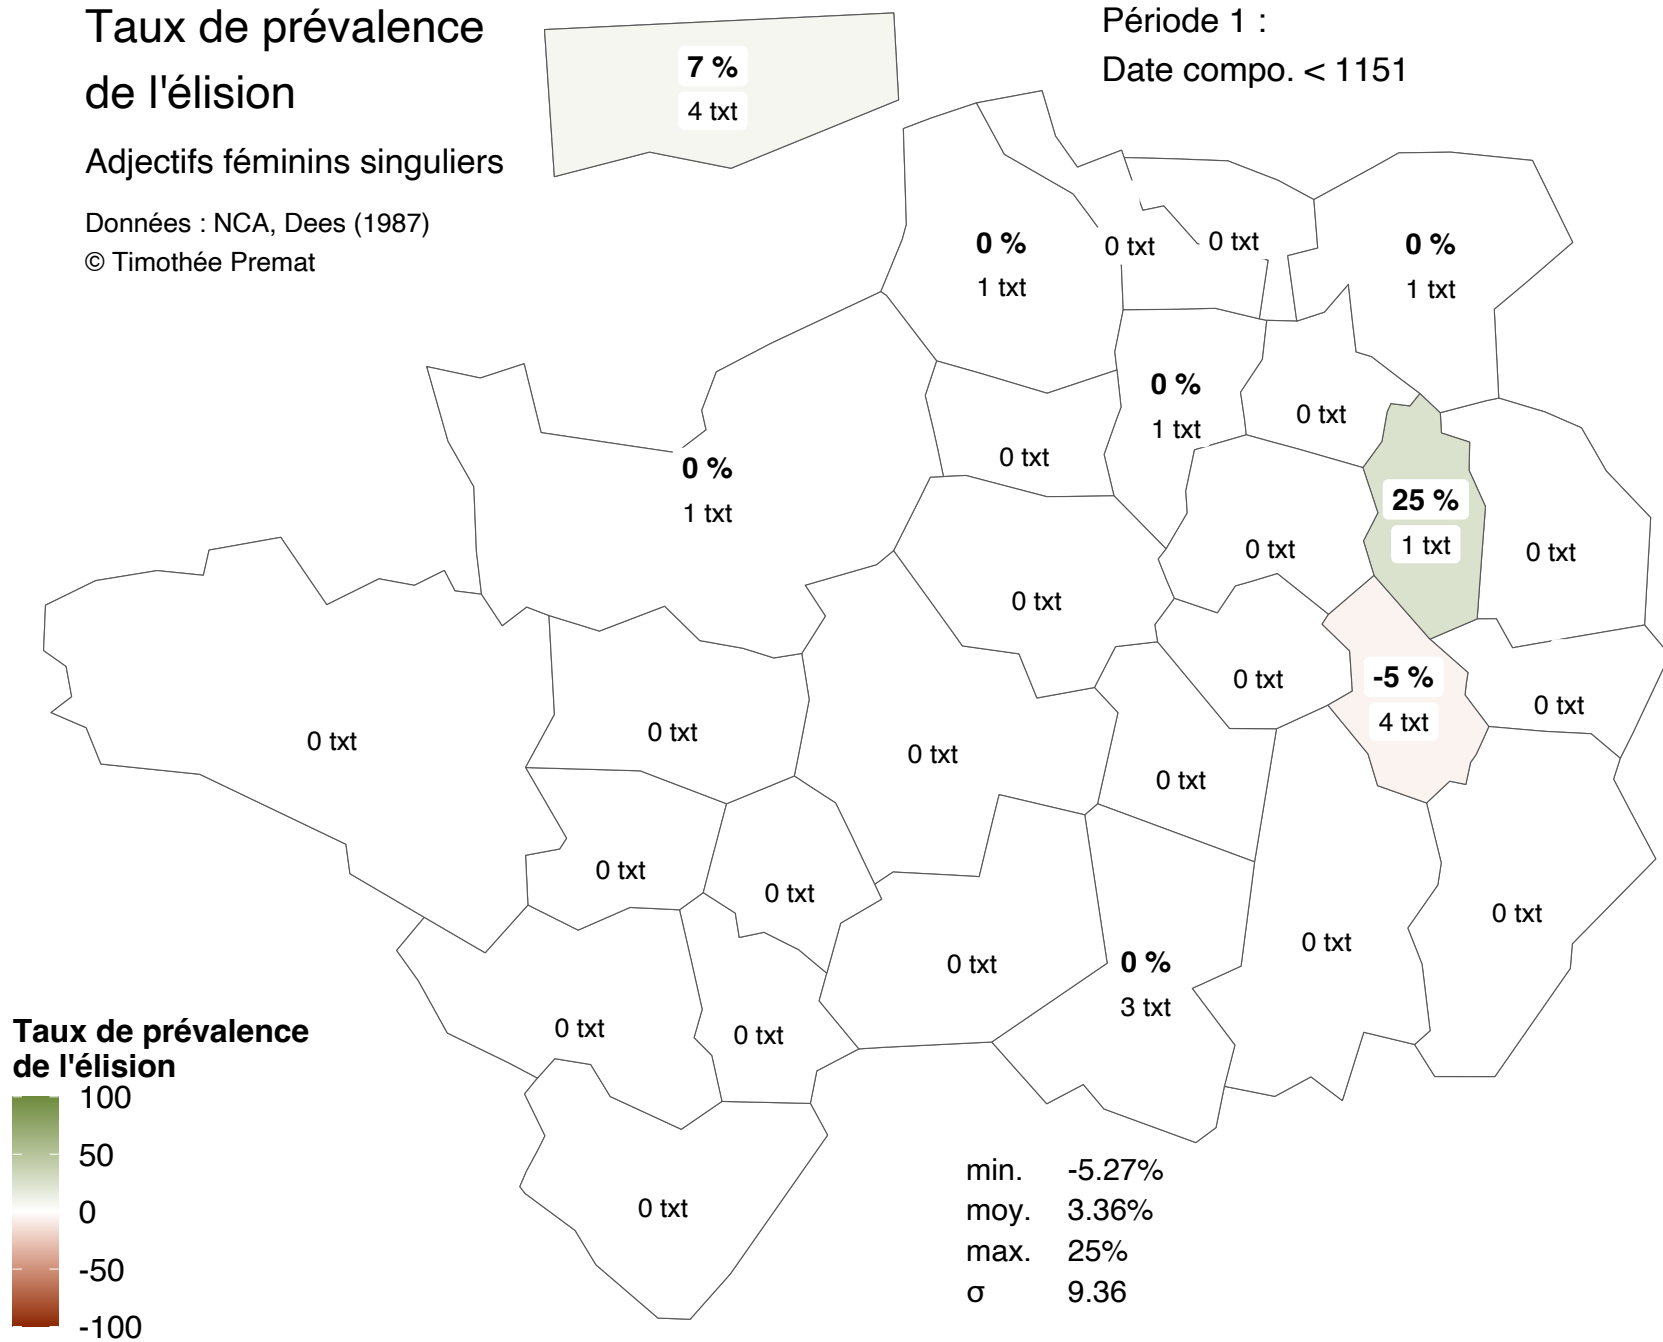 Taux de prévalence
de l'élision
Adjectifs féminins singuliers
Données : NCA, Dees (1987)
© Timothée Premat
Période 1 :
Date compo. < 1151
7 %
4 txt
0 %
1 txt
0 txt
0 txt
0 %
1 txt
0 %
1 txt
0 txt
0 txt
0 %
1 txt
25 %
1 txt
0 txt
0 txt
0 txt
0 txt
-5 %
4 txt
0 txt
0 txt
0 txt
0 txt
0 txt
0 txt
0 txt
0 txt
0 txt
0 txt
0 %
3 txt
0 txt
0 txt
0 txt
0 txt
Taux de prévalence
de l'élision
100
50
0
-50
-100
min. -5.27%
moy. 3.36%
max. 25%
σ 9.36